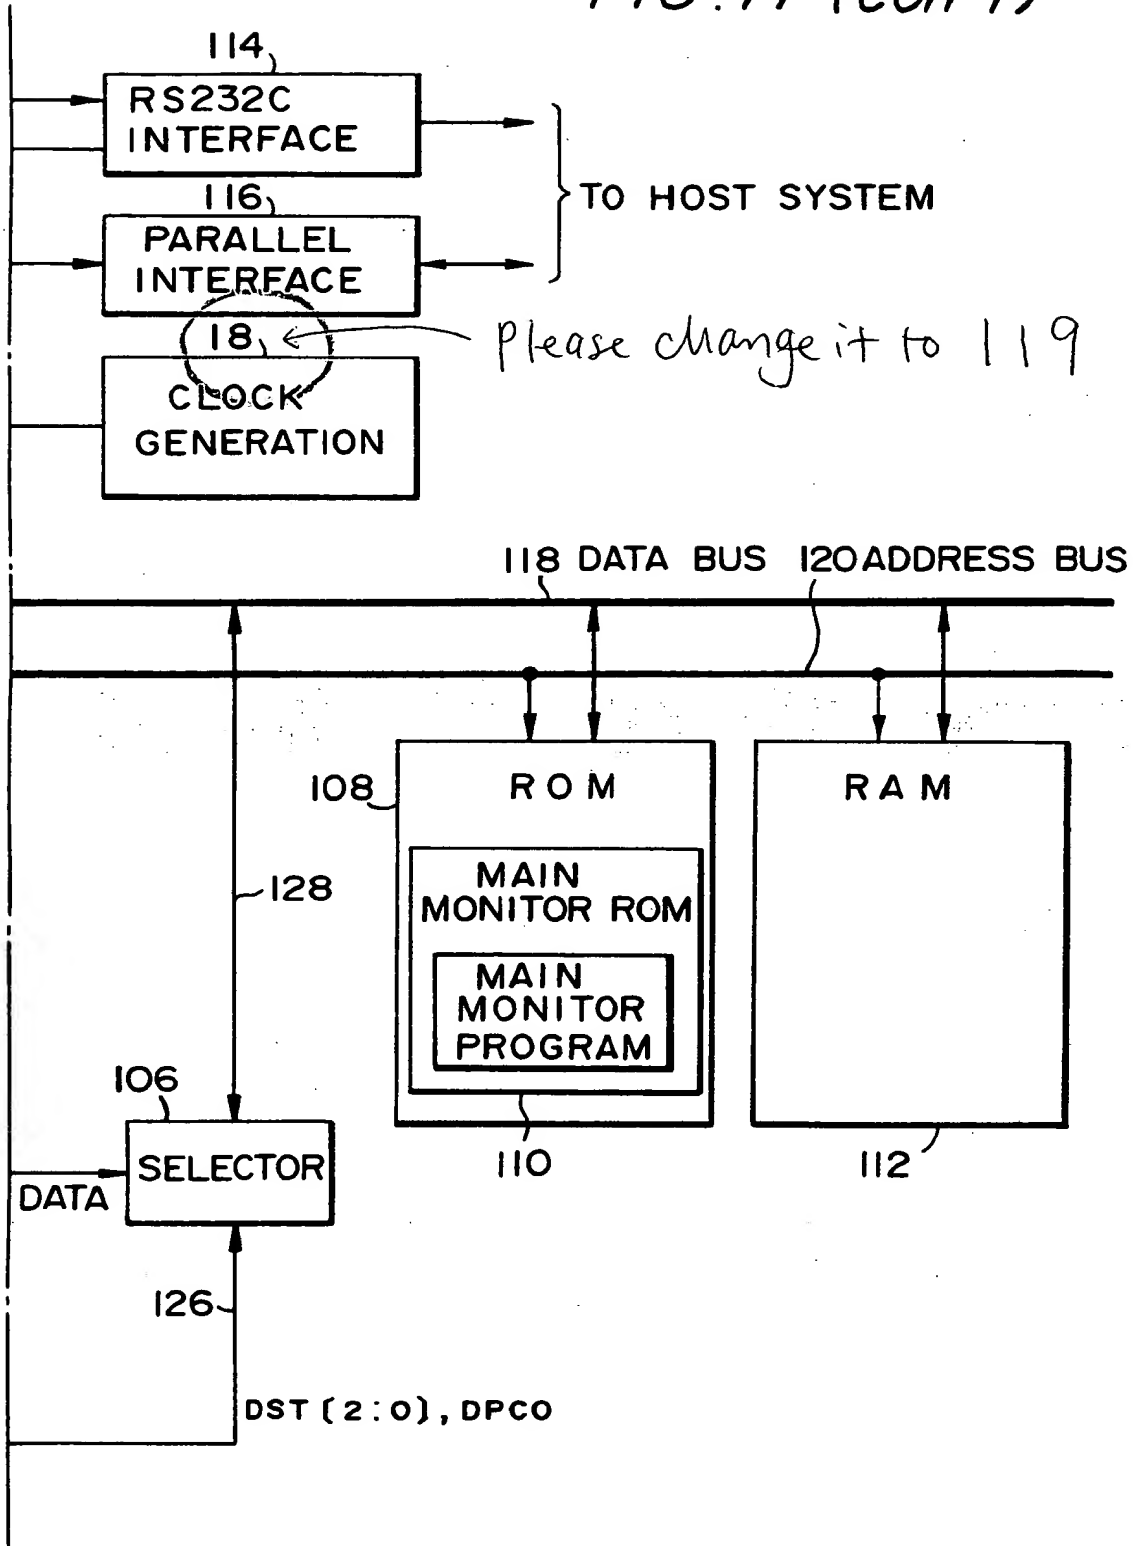 114
RS232C
INTERFACE
116
PARALLEL
INTERFACE
TO HOST SYSTEM
18
Please change it to 119
CLOCK
GENERATION
118 DATA BUS 120 ADDRESS BUS
108
ROM
RAM
128
MAIN
MONITOR ROM
MAIN
MONITOR
PROGRAM
106
SELECTOR
DATA
110
112
126
DST [2:0], DPCO